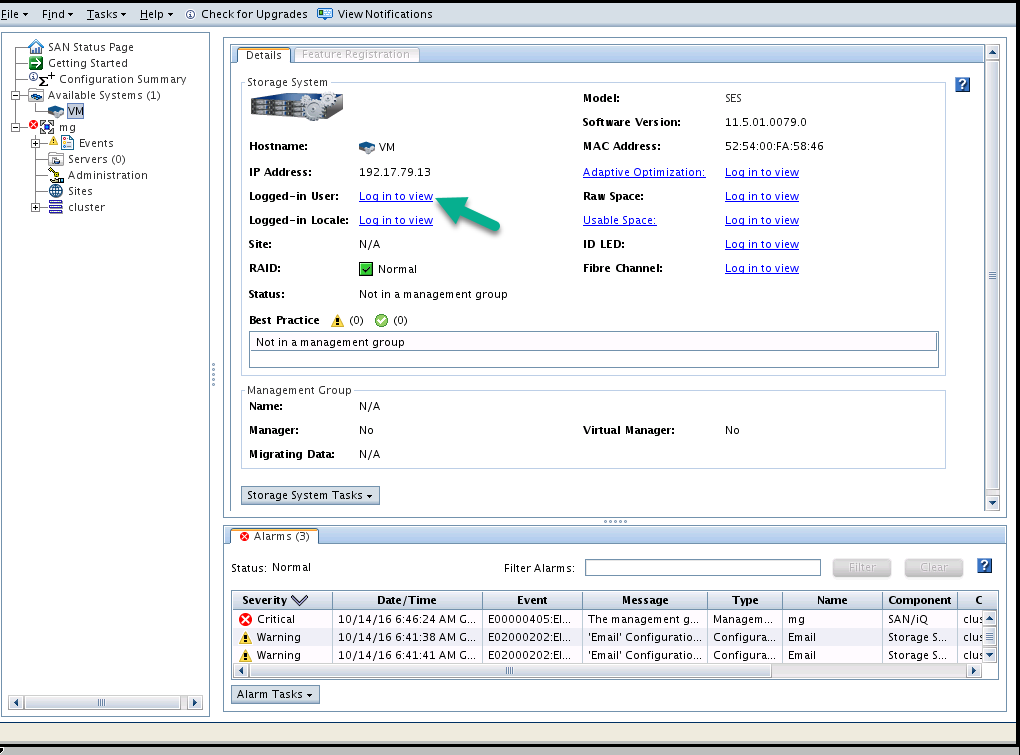 File Find Tasks Help Check for Upgrades View Notifications
SAN Status Page
Getting Started
Configuration Summary
Available Systems (1)
VM
mg
Events
Servers (0)
Administration
Sites
cluster
Details Feature Registration
Storage System
Model: SES
Software Version: 11.5.01.0079.0
Hostname: VM MAC Address: 52:54:00:FA:58:46
IP Address: 192.17.79.13 Adaptive Optimization: Log in to view
Logged-in User: Log in to view Raw Space: Log in to view
Logged-in Locale: Log in to view Usable Space: Log in to view
Site: N/A ID LED: Log in to view
RAID: Normal Fibre Channel: Log in to view
Status: Not in a management group
Best Practice (0) (0)
Not in a management group
Management Group
Name: N/A
Manager: No Virtual Manager: No
Migrating Data: N/A
Storage System Tasks
Alarms (3)
Status: Normal Filter Alarms: Filter Clear
Severity Date/Time Event Message Type Name Component C
Critical 10/14/16 6:46:24 AM G... E00000405:EI... The management g... Managem... mg SAN/iQ clus
Warning 10/14/16 6:41:38 AM G... E02000202:EI... 'Email' Configuratio... Configura... Email Storage S... clus
Warning 10/14/16 6:41:41 AM G... E02000202:EI... 'Email' Configuratio... Configura... Email Storage S... clus
Alarm Tasks